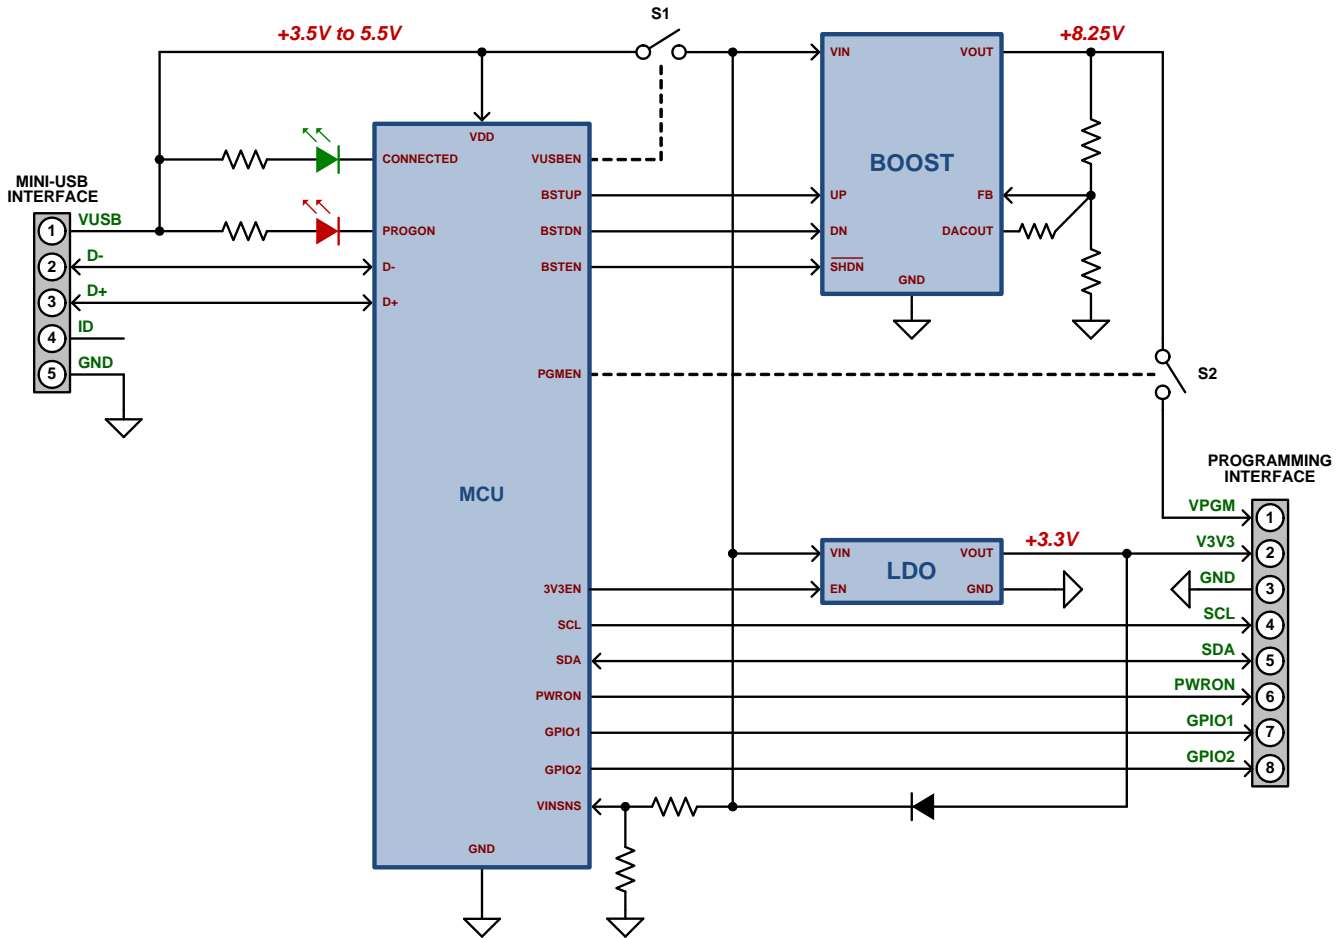 S1
+3.5V to 5.5V
+8.25V
VIN
VOUT
VDD
CONNECTED
VUSBEN
BOOST
MINI-USB
INTERFACE
BSTUP
UP
FB
VUSB
1
PROGON
BSTDN
DN
DACOUT
D-
2
D-
BSTEN
SHDN
GND
D+
3
D+
ID
4
GND
5
PGMEN
S2
PROGRAMMING
INTERFACE
MCU
VPGM
1
+3.3V
V3V3
2
VIN
VOUT
LDO
GND
3
3V3EN
EN
GND
SCL
SCL
4
SDA
SDA
5
PWRON
PWRON
6
GPIO1
GPIO1
7
GPIO2
GPIO2
8
VINSNS
GND